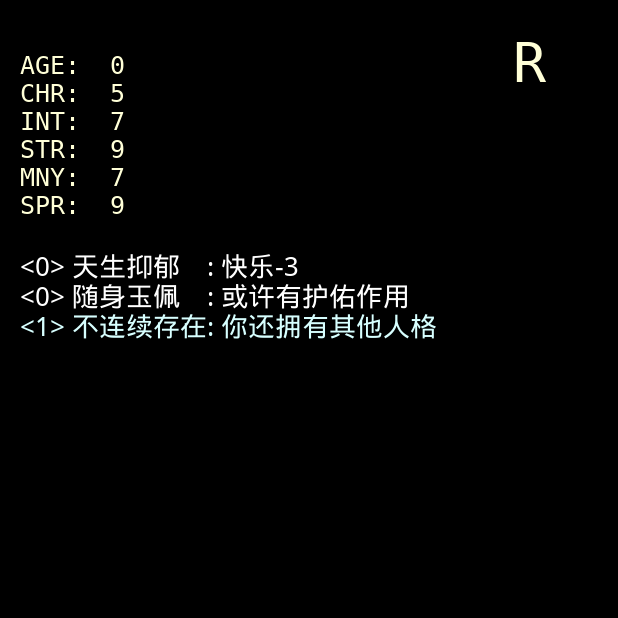 R
AGE: 0
CHR: 5
INT: 7
STR: 9
MNY: 7
SPR: 9
<0> 天生抑郁 : 快乐-3
<0> 随身玉佩 : 或许有护佑作用
<1> 不连续存在: 你还拥有其他人格